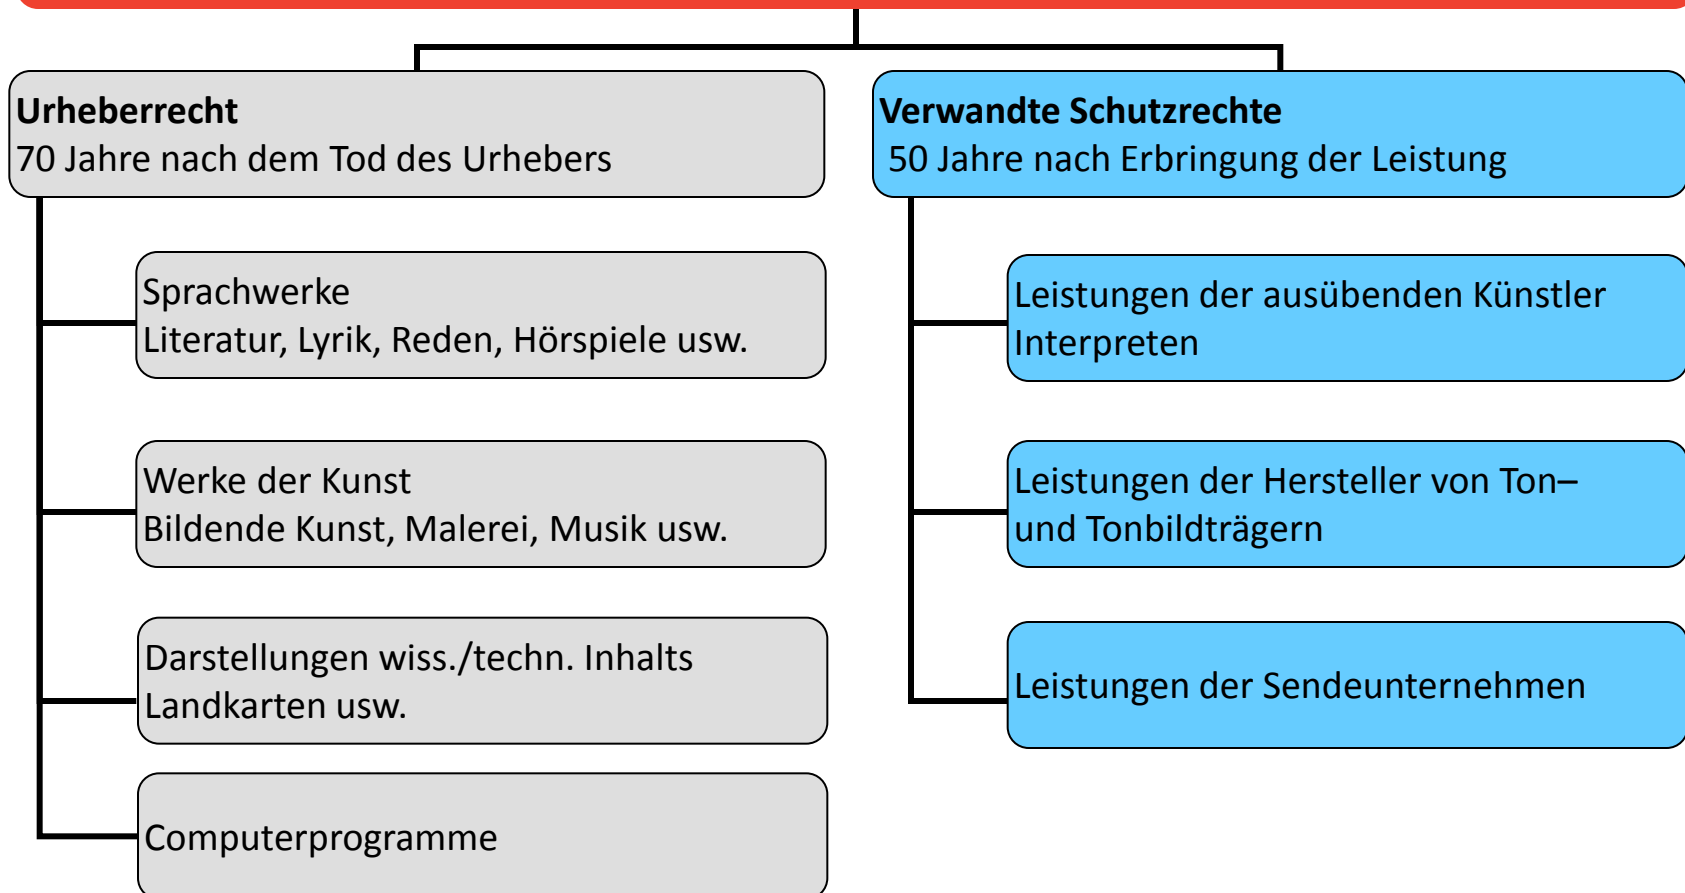 Urheberrecht
70 Jahre nach dem Tod des Urhebers
Sprachwerke
Literatur, Lyrik, Reden, Hörspiele usw.
Werke der Kunst
Bildende Kunst, Malerei, Musik usw.
Darstellungen wiss./techn. Inhalts
Landkarten usw.
Computerprogramme
Verwandte Schutzrechte
50 Jahre nach Erbringung der Leistung
Leistungen der ausübenden Künstler
Interpreten
Leistungen der Hersteller von Ton–
und Tonbildträgern
Leistungen der Sendeunternehmen